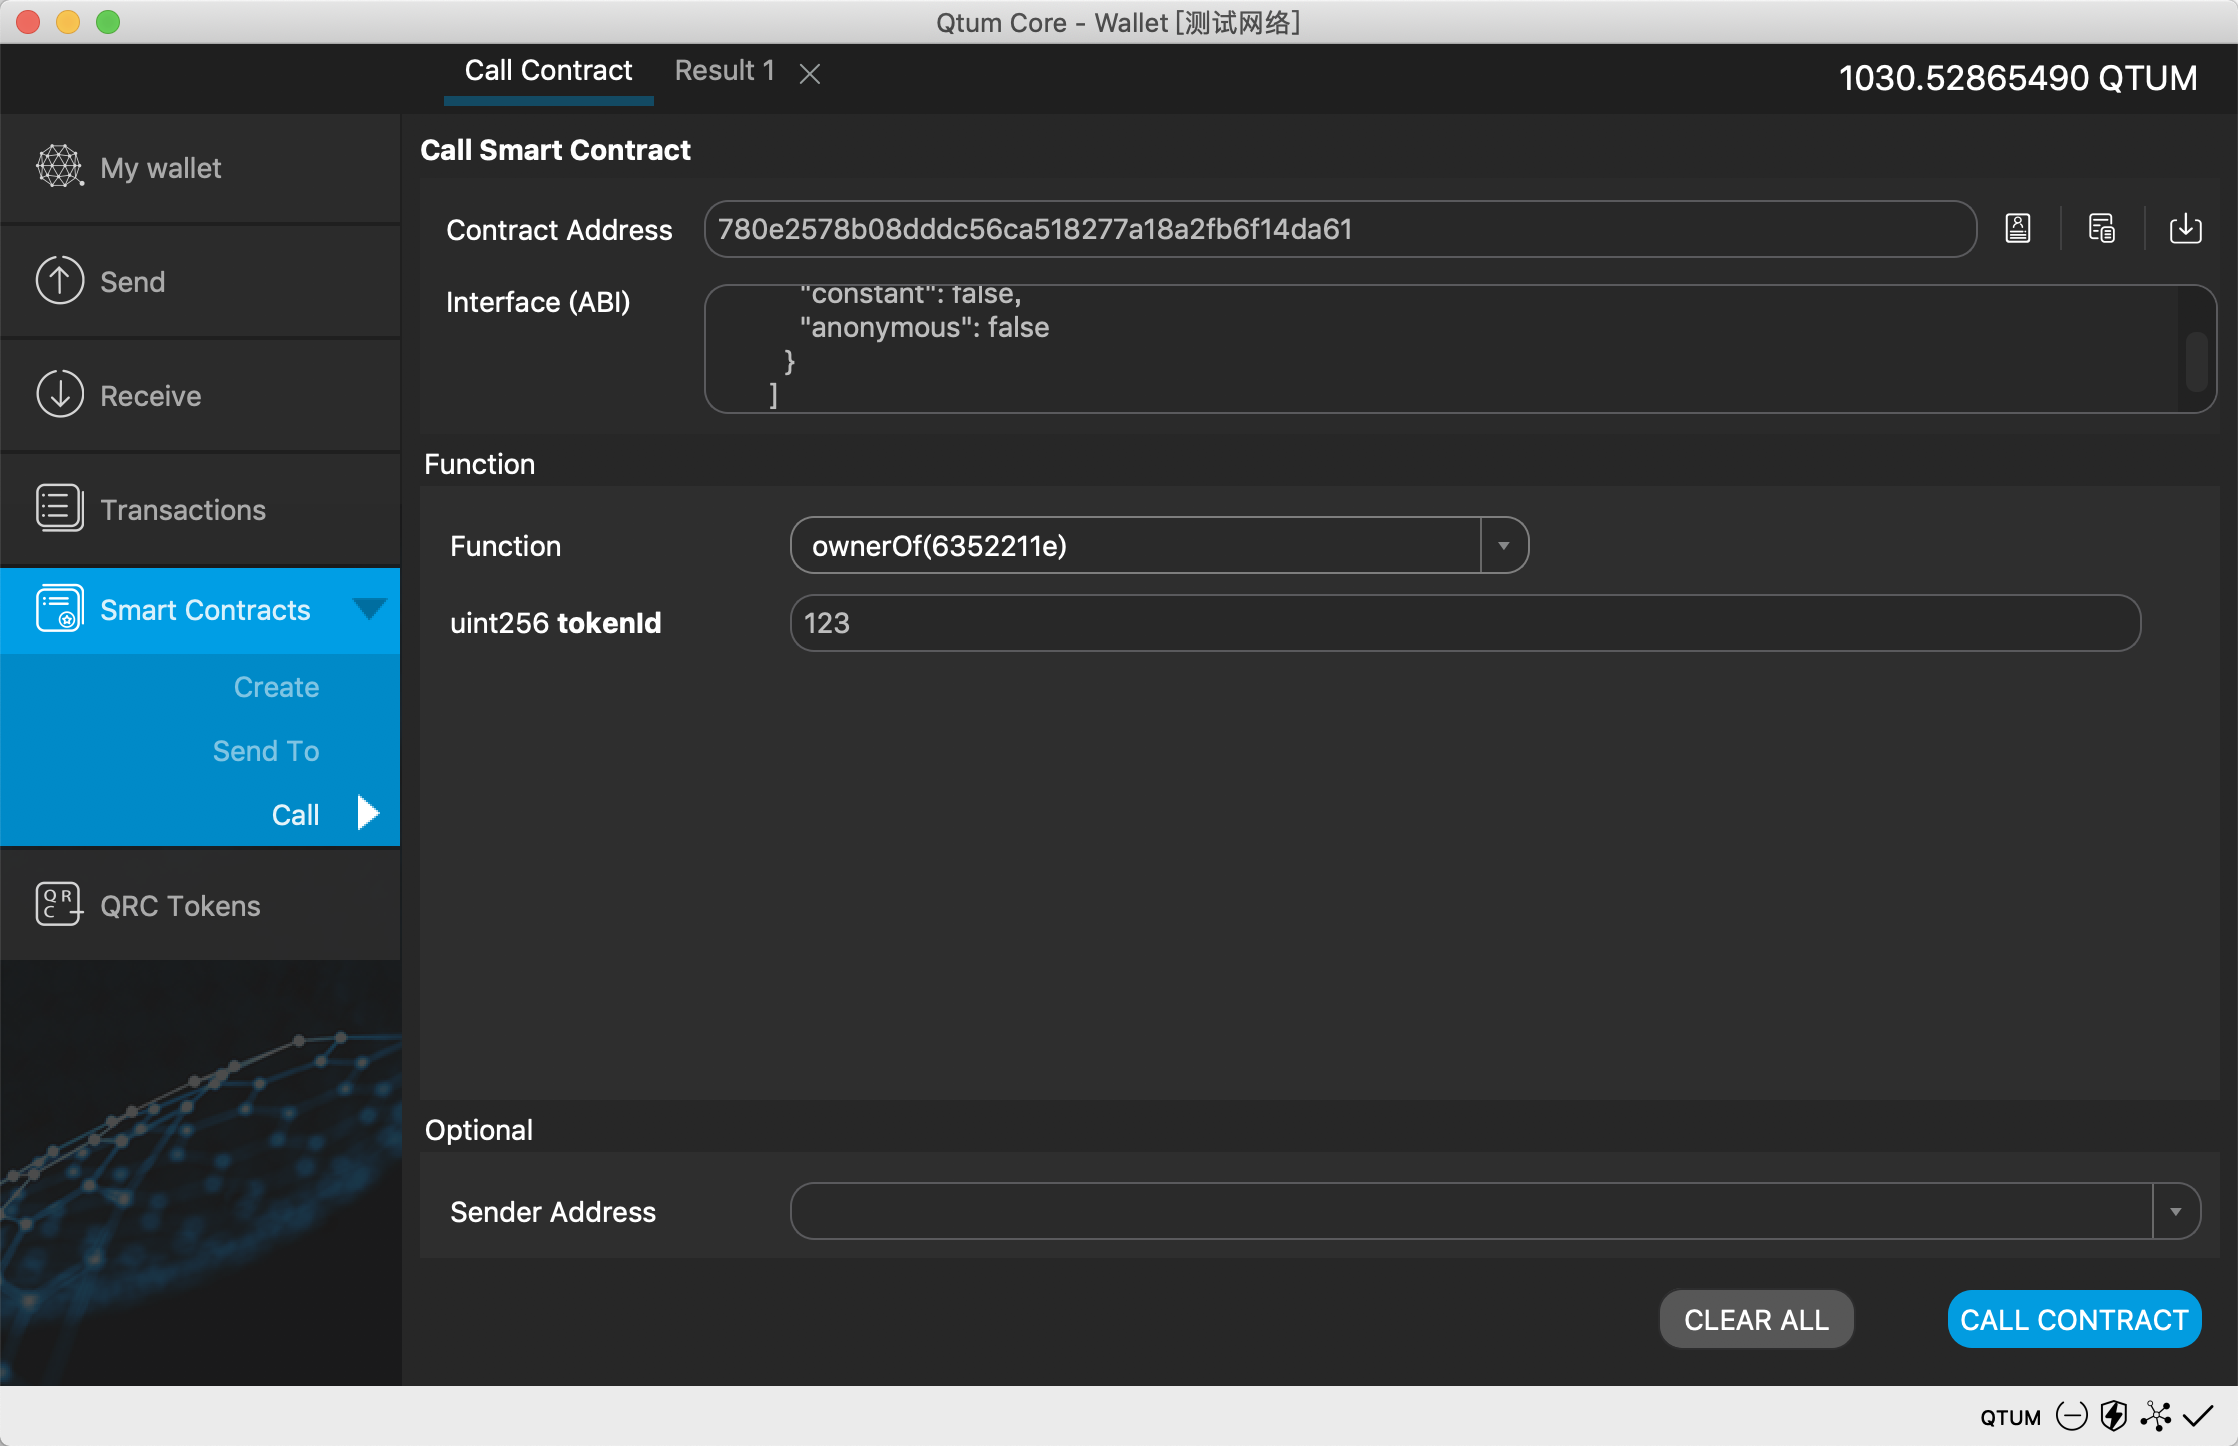 Qtum Core - Wallet [测试网络]
Call Contract
Result 1
1030.52865490 QTUM
My wallet
Send
Receive
Transactions
Smart Contracts
Create
Send To
Call
QRC Tokens
Call Smart Contract
Contract Address
780e2578b08dddc56ca518277a18a2fb6f14da61
Interface (ABI)
"constant": false,
"anonymous": false
}
]
Function
Function
ownerOf(6352211e)
uint256 tokenId
123
Optional
Sender Address
CLEAR ALL
CALL CONTRACT
QTUM